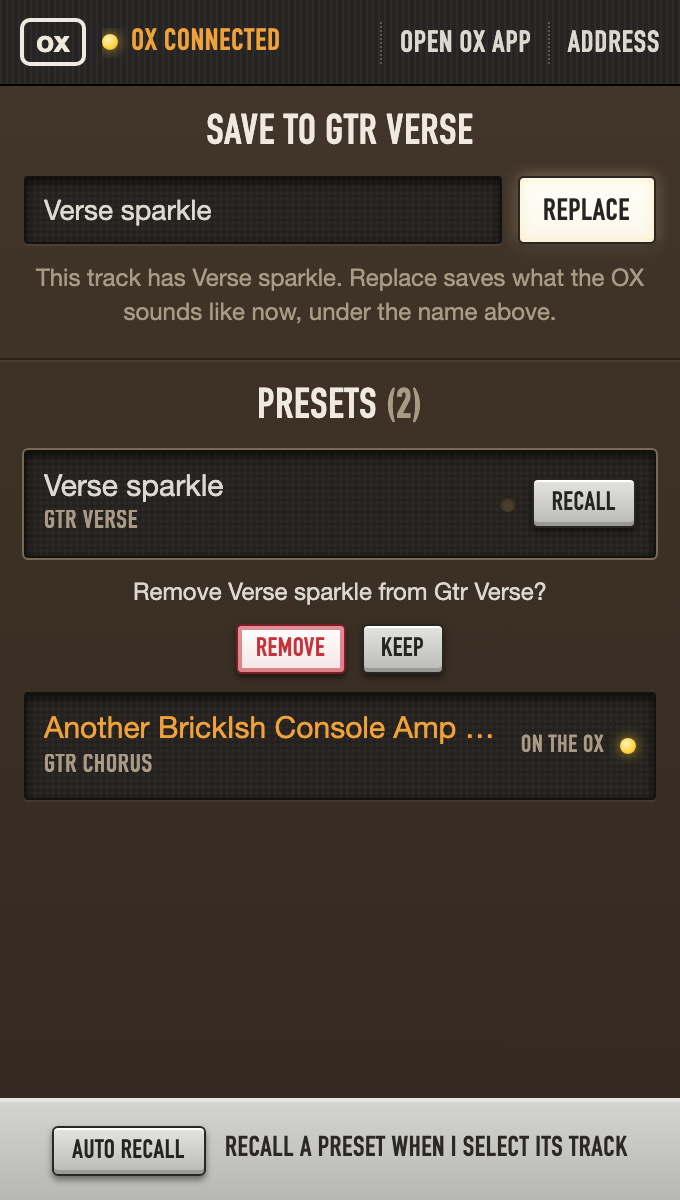 OX
OX CONNECTED
OPEN OX APP
ADDRESS
SAVE TO GTR VERSE
Verse sparkle
REPLACE
This track has Verse sparkle. Replace saves what the OX
sounds like now, under the name above.
PRESETS (2)
Verse sparkle
GTR VERSE
RECALL
Remove Verse sparkle from Gtr Verse?
REMOVE
KEEP
Another BrickIsh Console Amp ...
GTR CHORUS
ON THE OX
AUTO RECALL
RECALL A PRESET WHEN I SELECT ITS TRACK